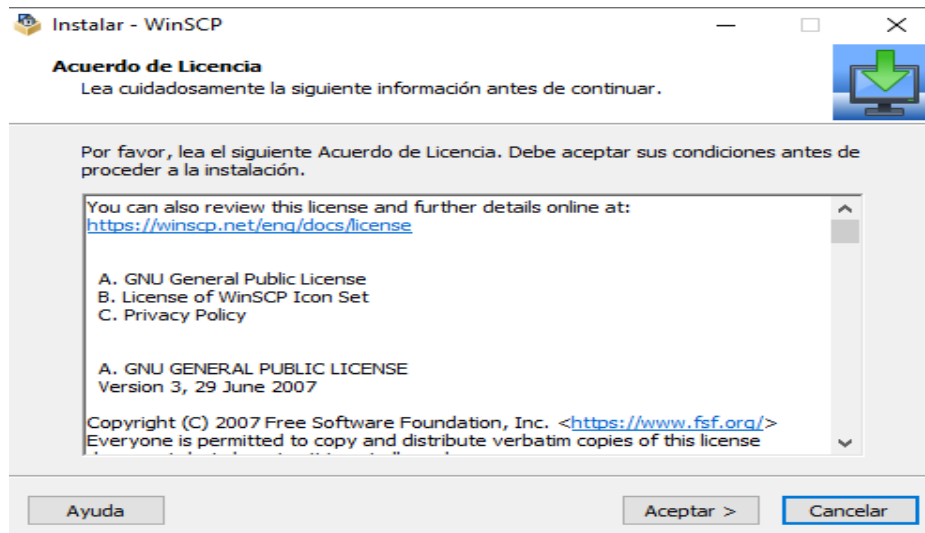 Instalar - WinSCP
Acuerdo de Licencia
Lea cuidadosamente la siguiente información antes de continuar.
Por favor, lea el siguiente Acuerdo de Licencia. Debe aceptar sus condiciones antes de
proceder a la instalación.
You can also review this license and further details online at:
https://winscp.net/eng/docs/license
A. GNU General Public License
B. License of WinSCP Icon Set
C. Privacy Policy
A. GNU GENERAL PUBLIC LICENSE
Version 3, 29 June 2007
Copyright (C) 2007 Free Software Foundation, Inc. <https://www.fsf.org/>
Everyone is permitted to copy and distribute verbatim copies of this license
Ayuda
Aceptar >
Cancelar